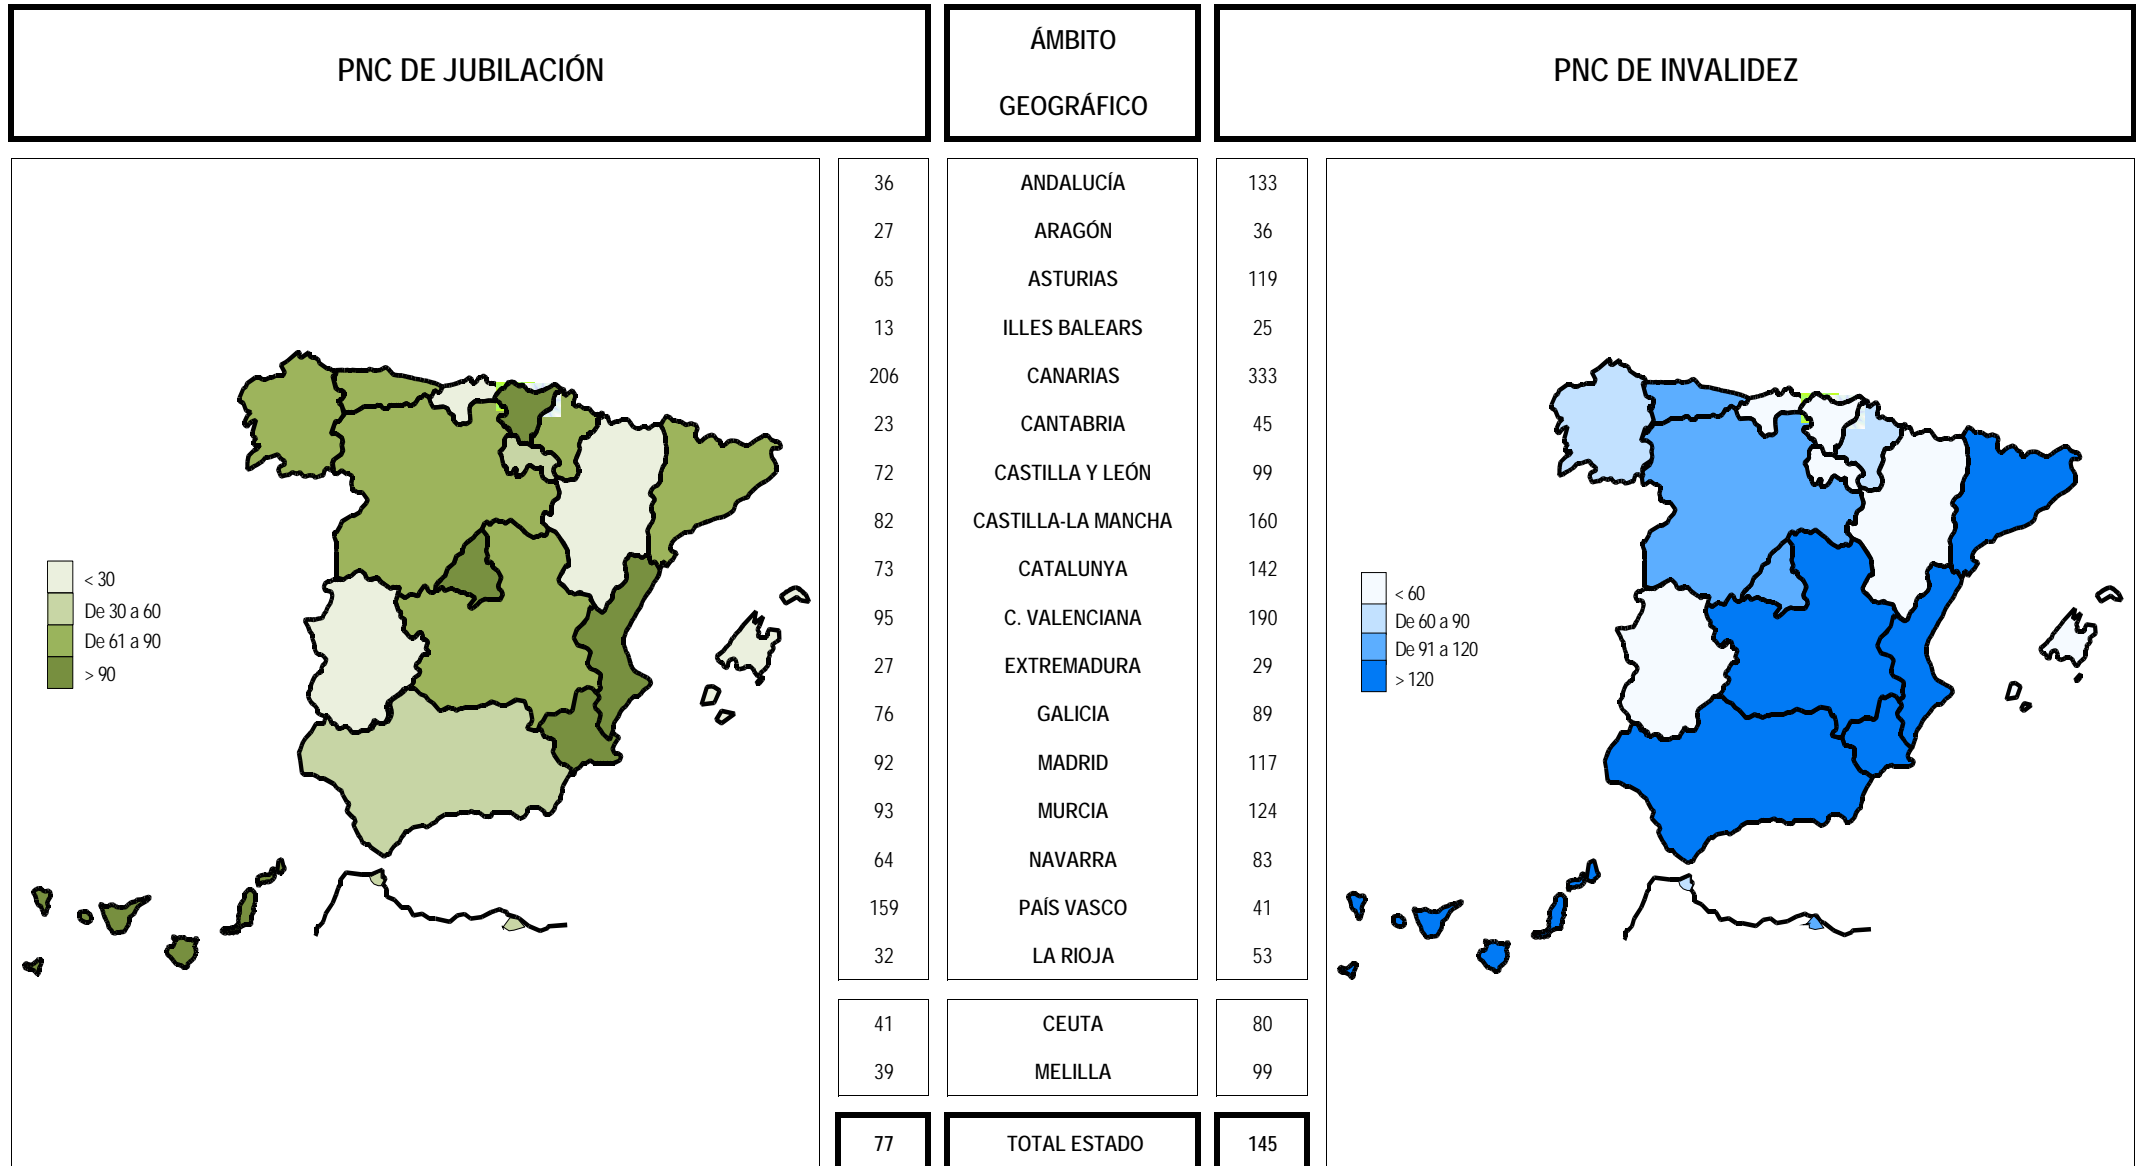 PNC DE JUBILACIÓN
ÁMBITO
GEOGRÁFICO
PNC DE INVALIDEZ
36 ANDALUCÍA 133
27 ARAGÓN 36
65 ASTURIAS 119
13 ILLES BALEARS 25
206 CANARIAS 333
23 CANTABRIA 45
72 CASTILLA Y LEÓN 99
82 CASTILLA-LA MANCHA 160
73 CATALUNYA 142
95 C. VALENCIANA 190
27 EXTREMADURA 29
76 GALICIA 89
92 MADRID 117
93 MURCIA 124
64 NAVARRA 83
159 PAÍS VASCO 41
32 LA RIOJA 53
41 CEUTA 80
39 MELILLA 99
77 TOTAL ESTADO 145
< 30
De 30 a 60
De 61 a 90
> 90
< 60
De 60 a 90
De 91 a 120
> 120